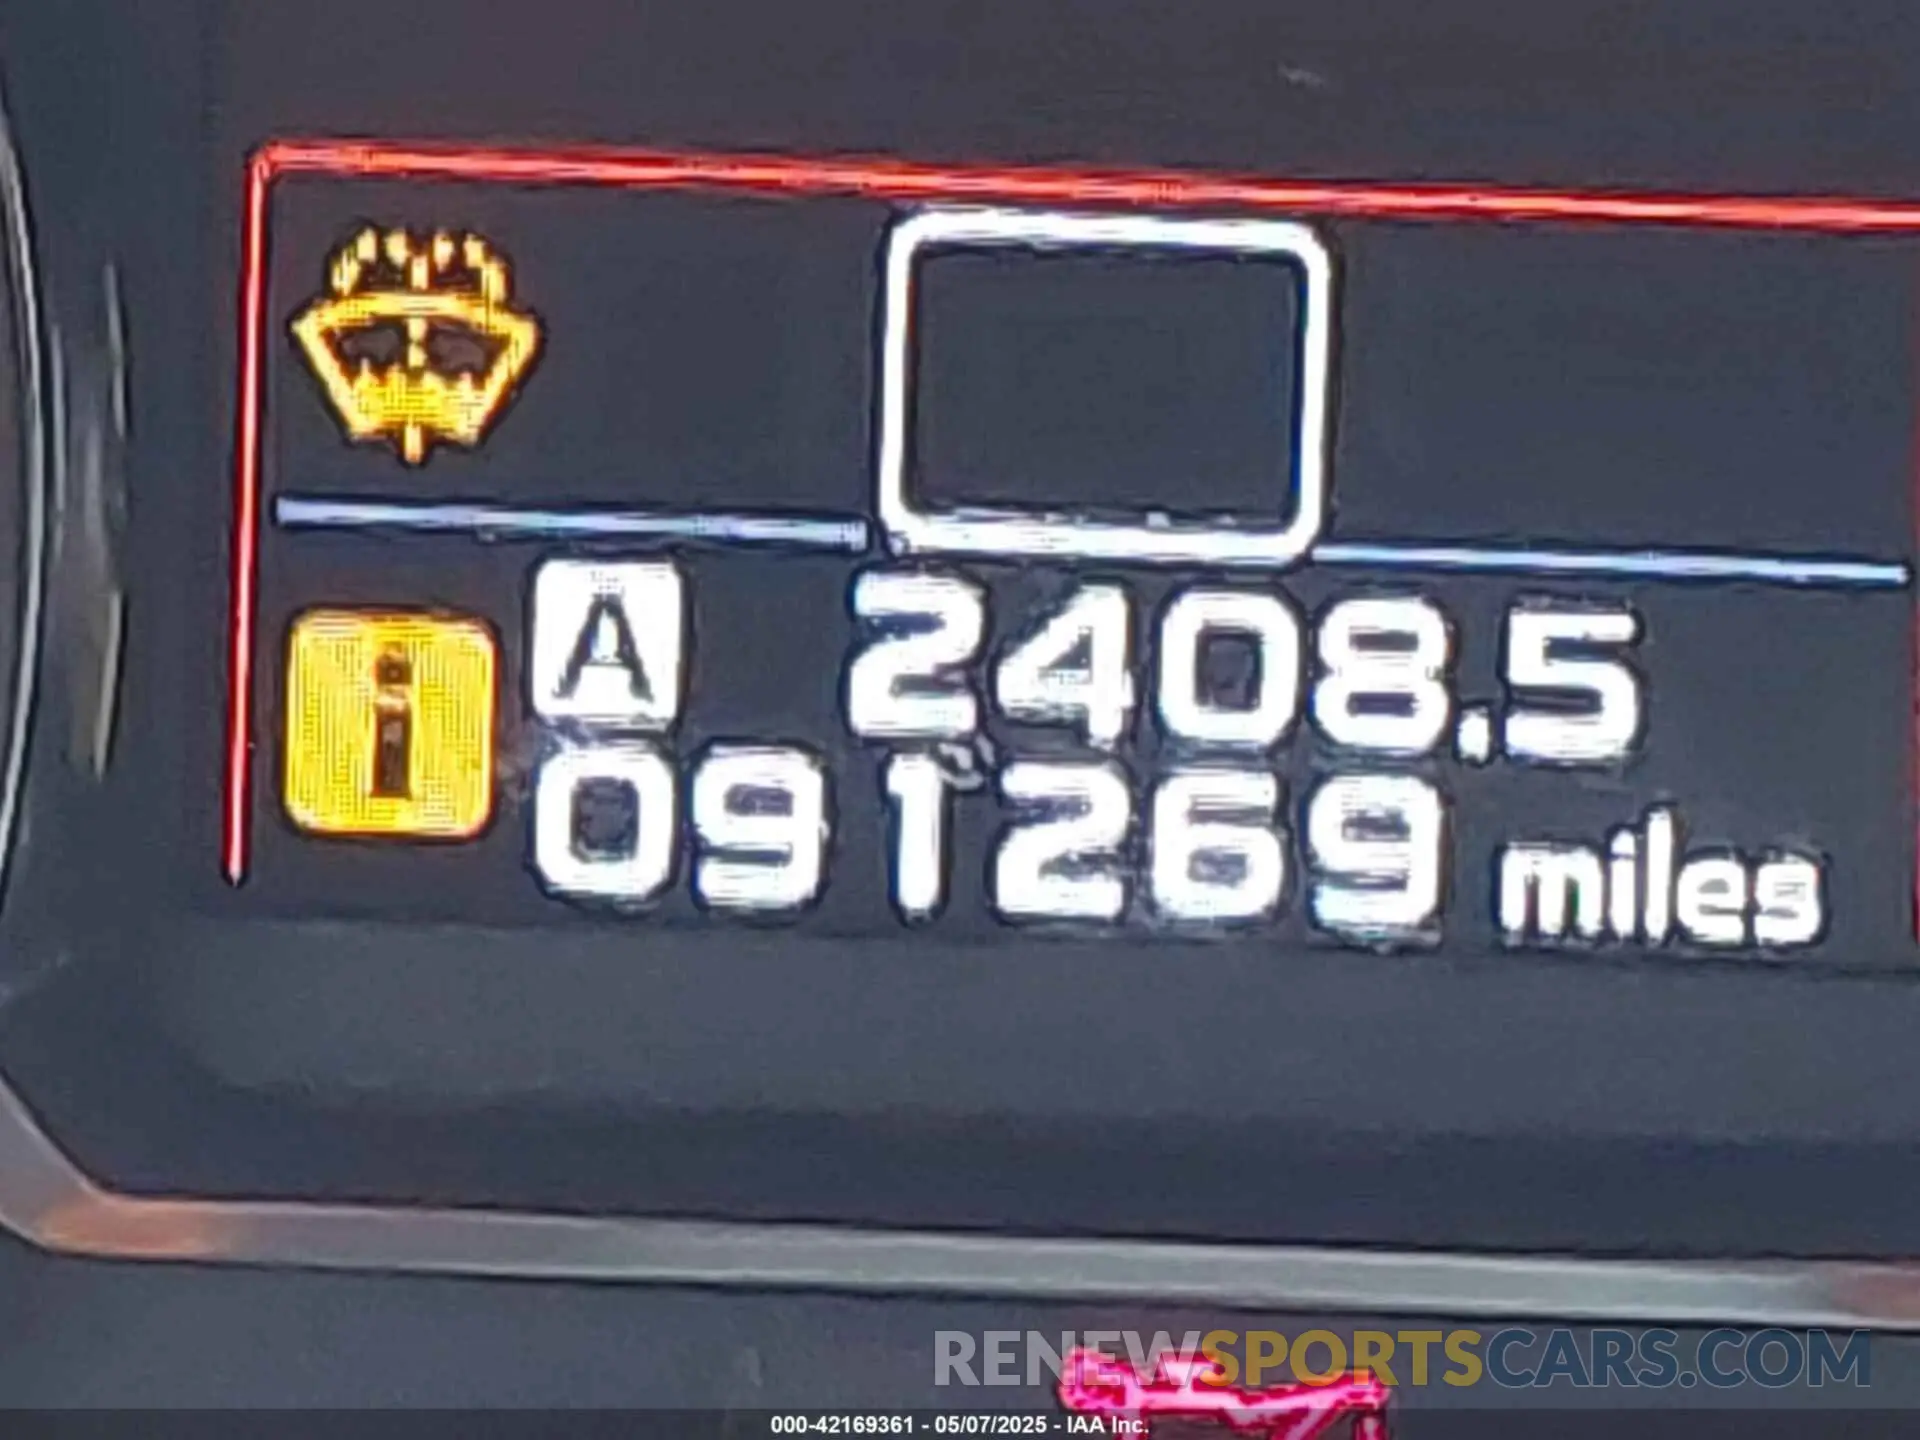 A 2408.5
i 091269 miles
RENEWSPORTSCARS.COM
000-42169361 - 05/07/2025 - IAA Inc.